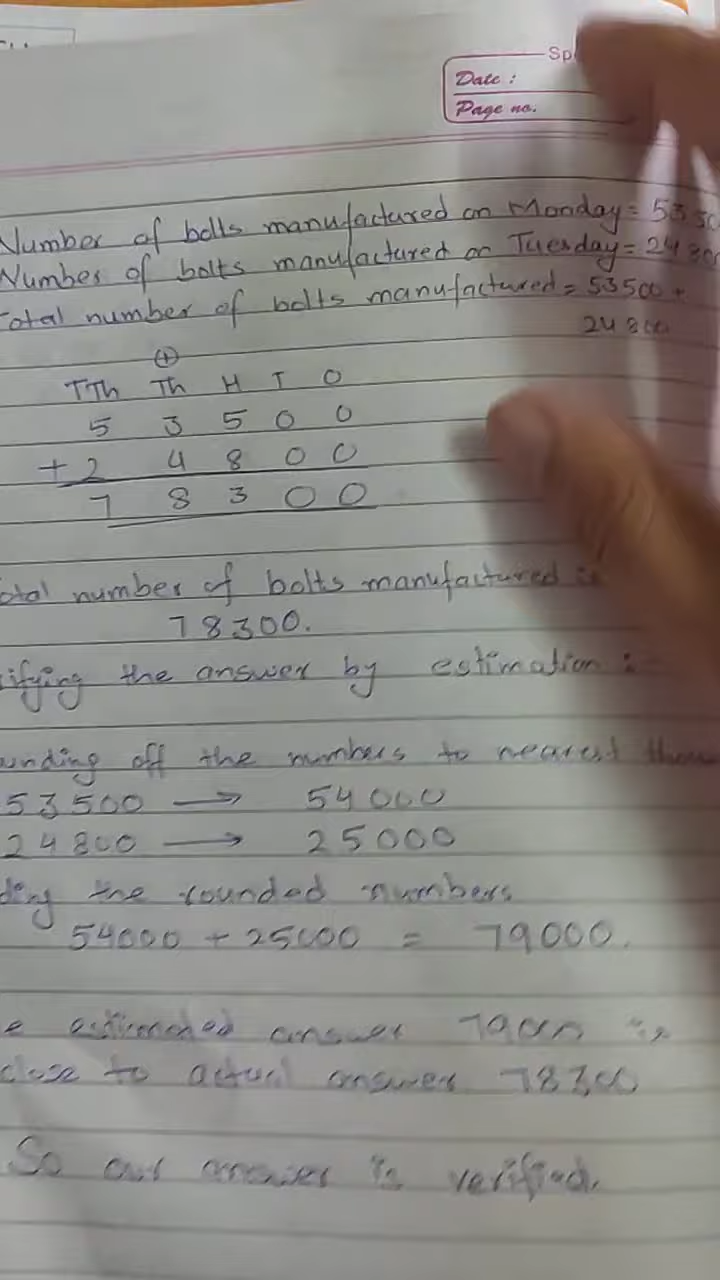 Date :
Page no.
Number of bolts manufactured on Monday = 5350
Number of bolts manufactured on Tuesday = 24800
Total number of bolts manufactured = 53500 +
24800
+
TTh Th H T O
5 3 5 0 0
+ 2 4 8 0 0
7 8 3 0 0
otal number of bolts manufactured
78300.
ifying the answer by estimation :
unding off the numbers to nearest
53500 → 54000
24800 → 25000
ding the rounded numbers
54000 + 25000 = 79000.
e estimated answer is
close to actual answer 78300
So our answer is verified.